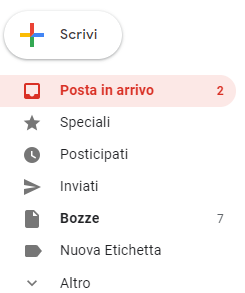 Scrivi
Posta in arrivo 2
Speciali
Posticipati
Inviati
Bozze 7
Nuova Etichetta
Altro